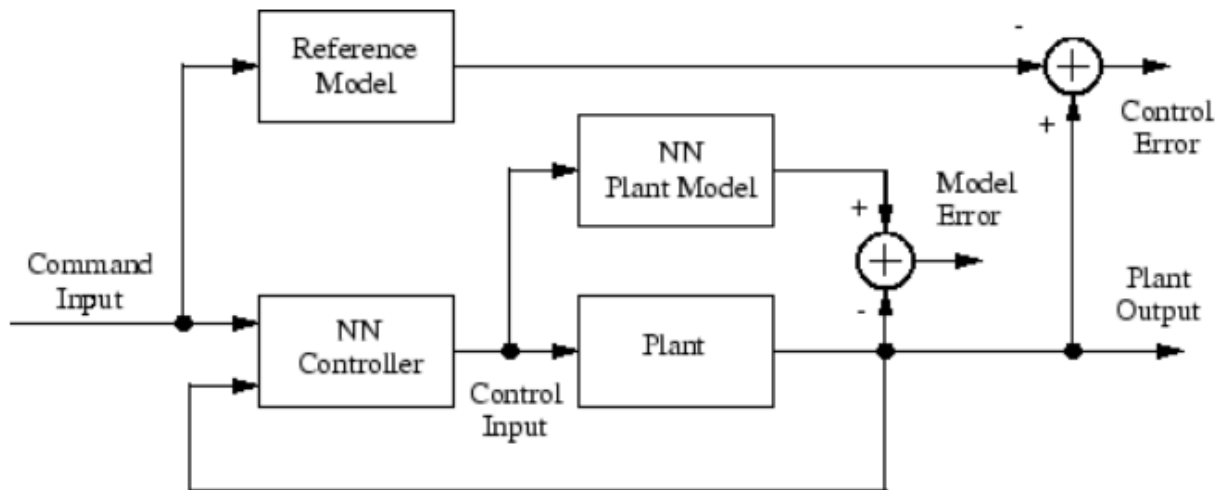 Reference
Model
-
+
Control
Error
NN
Plant Model
+
Model
Error
-
Command
Input
NN
Controller
Control
Input
Plant
Plant
Output